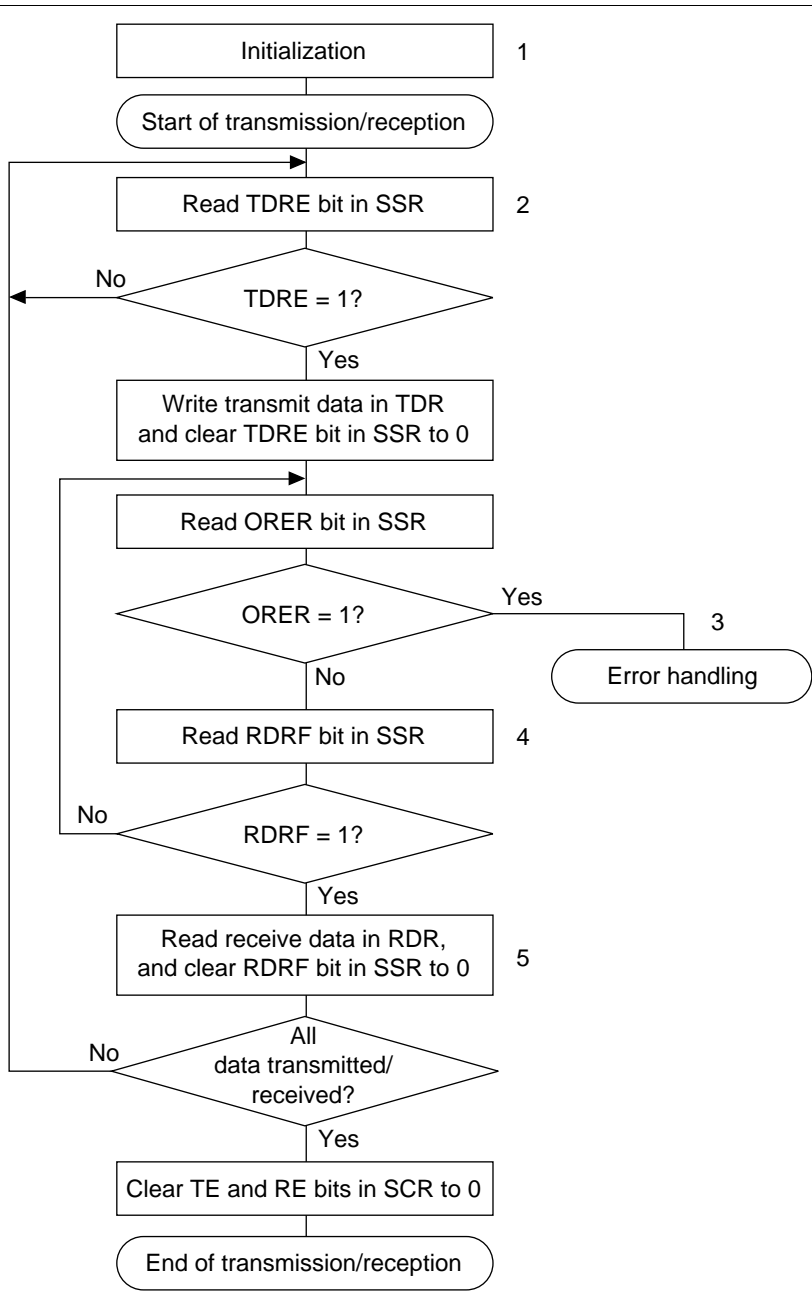 Initialization
1
Start of transmission/reception
Read TDRE bit in SSR
2
No
TDRE = 1?
Yes
Write transmit data in TDR
and clear TDRE bit in SSR to 0
Read ORER bit in SSR
ORER = 1?
Yes
3
Error handling
No
Read RDRF bit in SSR
4
No
RDRF = 1?
Yes
Read receive data in RDR,
and clear RDRF bit in SSR to 0
5
All
No
data transmitted/
received?
Yes
Clear TE and RE bits in SCR to 0
End of transmission/reception